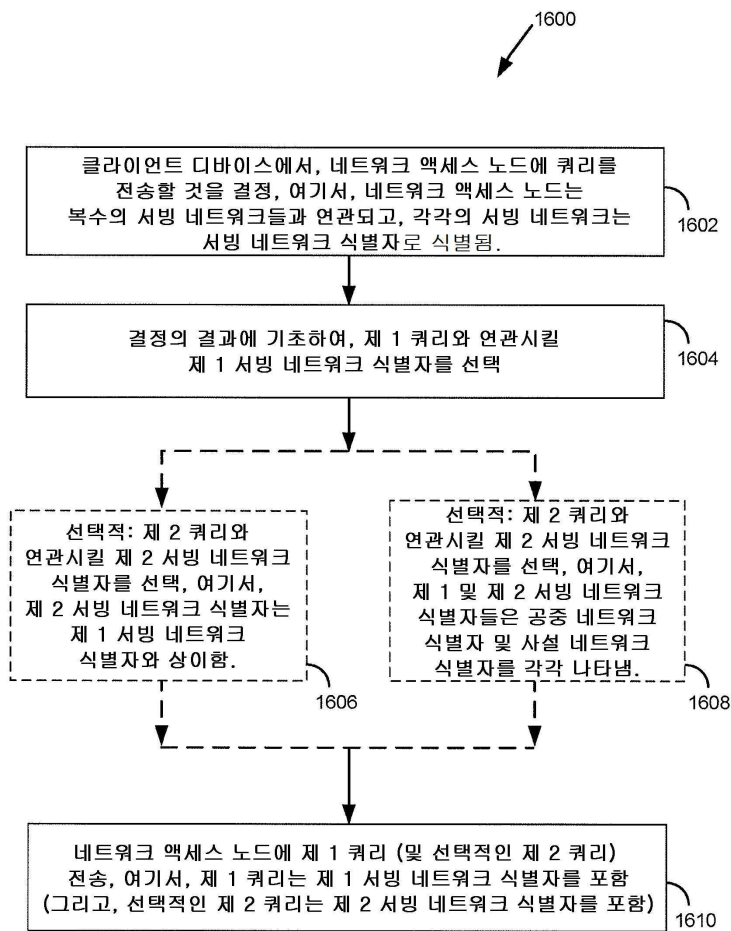 1600
클라이언트 디바이스에서, 네트워크 액세스 노드에 쿼리를
전송할 것을 결정, 여기서, 네트워크 액세스 노드는
복수의 서빙 네트워크들과 연관되고, 각각의 서빙 네트워크는
서빙 네트워크 식별자로 식별됨.
1602
결정의 결과에 기초하여, 제 1 쿼리와 연관시킬
제 1 서빙 네트워크 식별자를 선택
1604
선택적: 제 2 쿼리와
연관시킬 제 2 서빙 네트워크
식별자를 선택, 여기서,
제 2 서빙 네트워크 식별자는
제 1 서빙 네트워크
식별자와 상이함.
1606
선택적: 제 2 쿼리와
연관시킬 제 2 서빙 네트워크
식별자를 선택, 여기서,
제 1 및 제 2 서빙 네트워크
식별자들은 공중 네트워크
식별자 및 사설 네트워크
식별자를 각각 나타냄.
1608
네트워크 액세스 노드에 제 1 쿼리 (및 선택적인 제 2 쿼리)
전송, 여기서, 제 1 쿼리는 제 1 서빙 네트워크 식별자를 포함
(그리고, 선택적인 제 2 쿼리는 제 2 서빙 네트워크 식별자를 포함)
1610